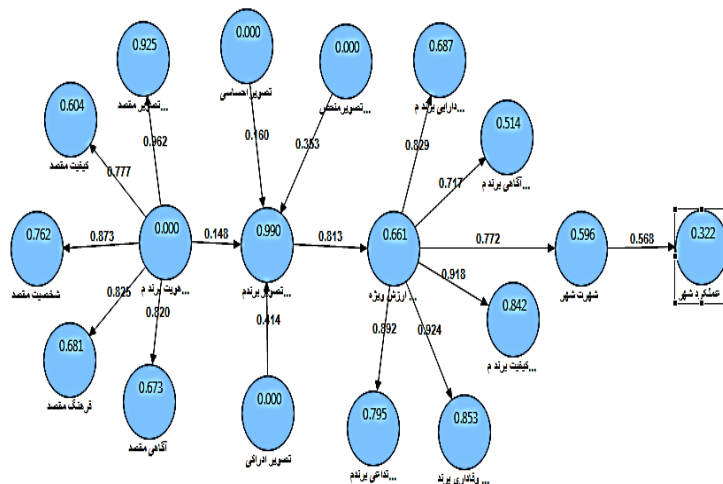 0.925
...تصویر مقصد
0.000
تصویر احساسی
0.000
...تصویر منحص
0.687
...دارایی برند م
0.604
کیفیت مقصد
0.514
...آگاهی برند م
0.962
0.160
0.353
0.829
0.777
0.717
0.762
شخصیت مقصد
0.873
0.000
...هویت برند م
0.148
0.990
...تصویر برندم
0.813
0.661
...ارزش ویژه
0.772
0.596
شهرت شهر
0.568
0.322
عملکرد شهر
0.825
0.820
0.414
0.892
0.924
0.918
0.842
...کیفیت برند م
0.681
فرهنگ مقصد
0.673
آگاهی مقصد
0.000
تصویر ادراکی
0.795
...تداعی برندم
0.853
...وفاداری برند